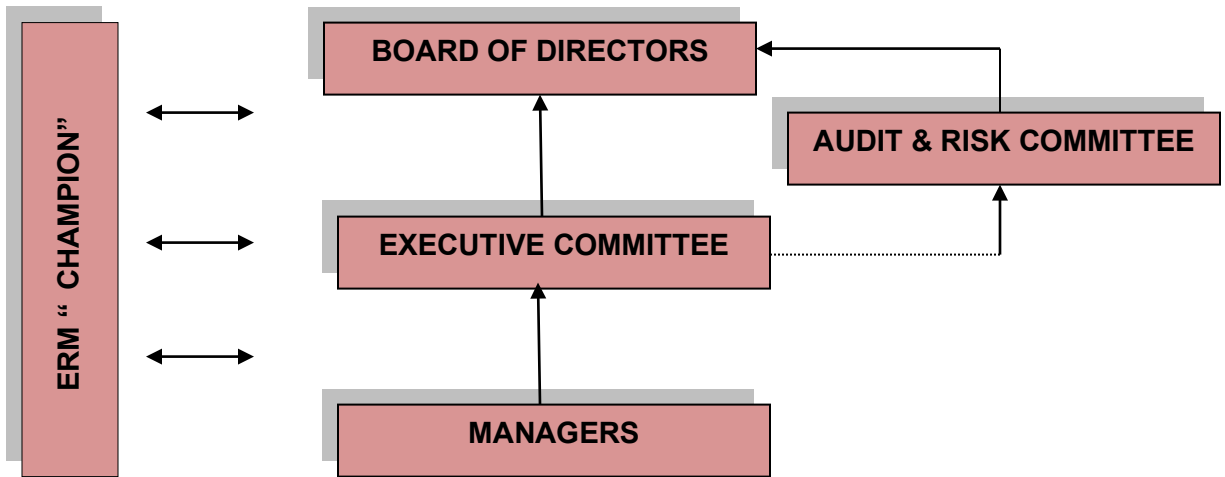 ERM “ CHAMPION”
BOARD OF DIRECTORS
AUDIT & RISK COMMITTEE
EXECUTIVE COMMITTEE
MANAGERS